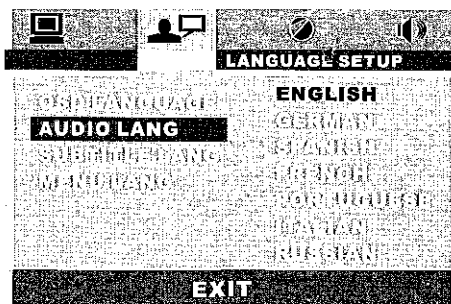 LANGUAGE SETUP
OSD LANGUAGE
AUDIO LANG
SUBTITLE LANG
MENU LANG
ENGLISH
GERMAN
SPANISH
FRENCH
PORTUGUESE
ITALIAN
RUSSIAN
EXIT